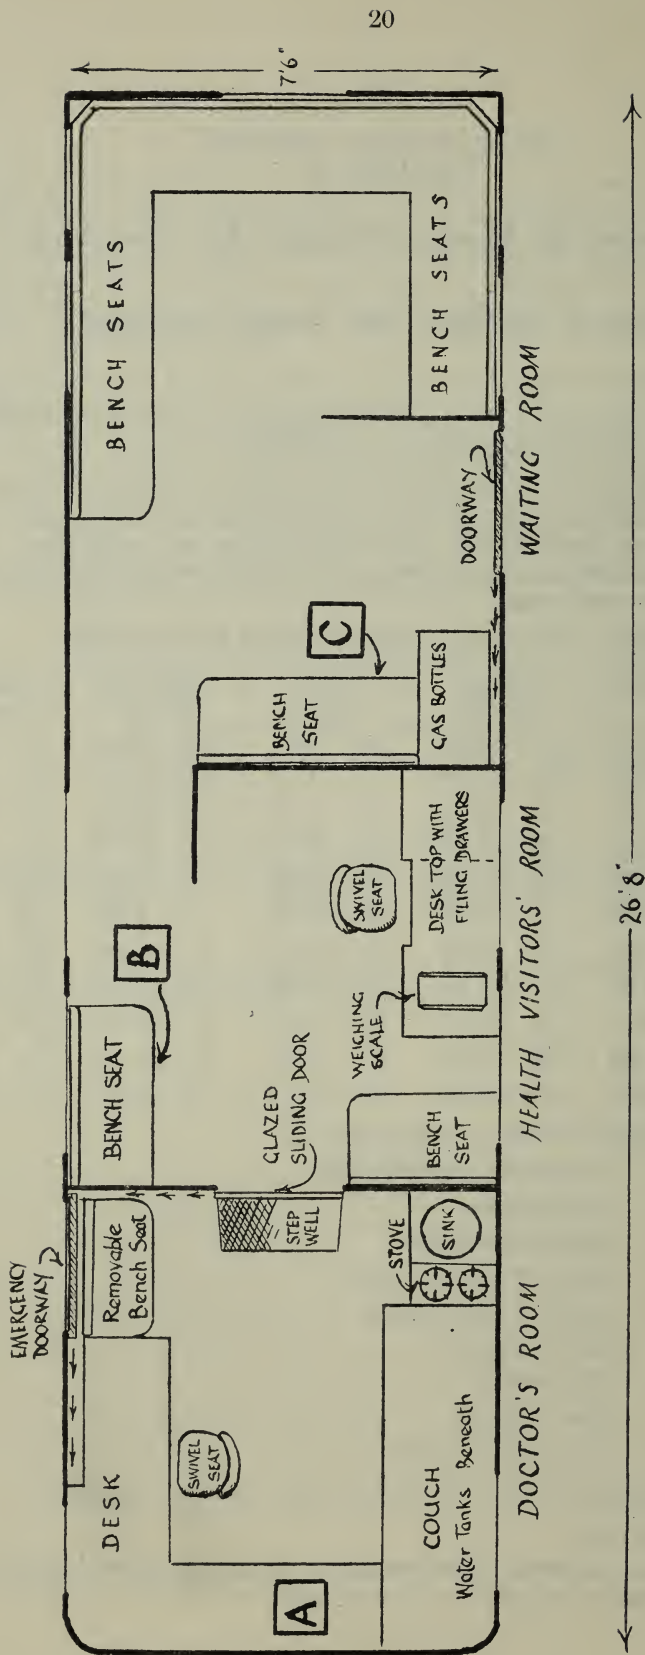 20
7'6"
BENCH SEATS
BENCH SEATS
DOORWAY
WAITING ROOM
C
BENCH
SEAT
GAS BOTTLES
SWIVEL
SEAT
DESK TOP WITH
FILING DRAWERS
B
WEIGHING
SCALE
HEALTH VISITORS' ROOM
26'8"
BENCH SEAT
GLAZED
SLIDING DOOR
BENCH
SEAT
EMERGENCY
DOORWAY
Removable
Bench Seat
STEP
WELL
STOVE
SINK
DESK
SWIVEL
SEAT
A
COUCH
Water Tanks Beneath
DOCTOR'S ROOM